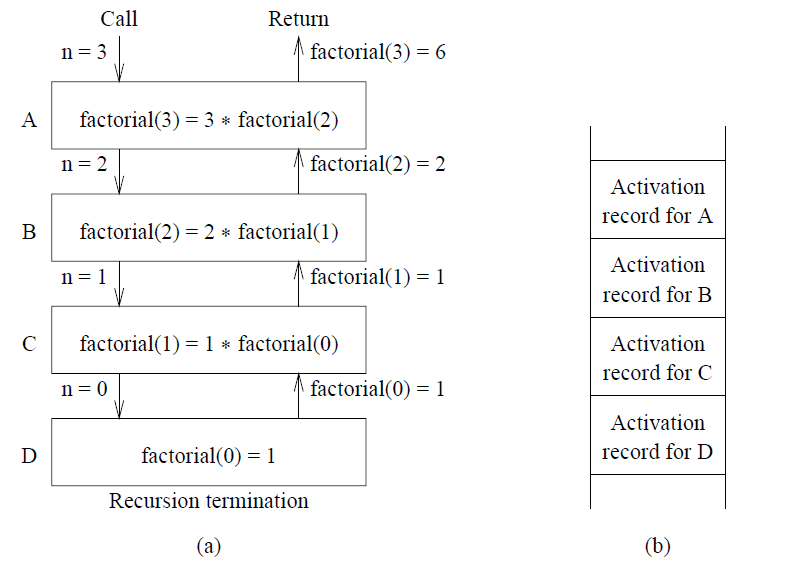 Call Return
n = 3 factorial(3) = 6
A factorial(3) = 3 ∗ factorial(2)
n = 2 factorial(2) = 2
B factorial(2) = 2 ∗ factorial(1)
n = 1 factorial(1) = 1
C factorial(1) = 1 ∗ factorial(0)
n = 0 factorial(0) = 1
D factorial(0) = 1
Recursion termination
(a)
Activation
record for A
Activation
record for B
Activation
record for C
Activation
record for D
(b)